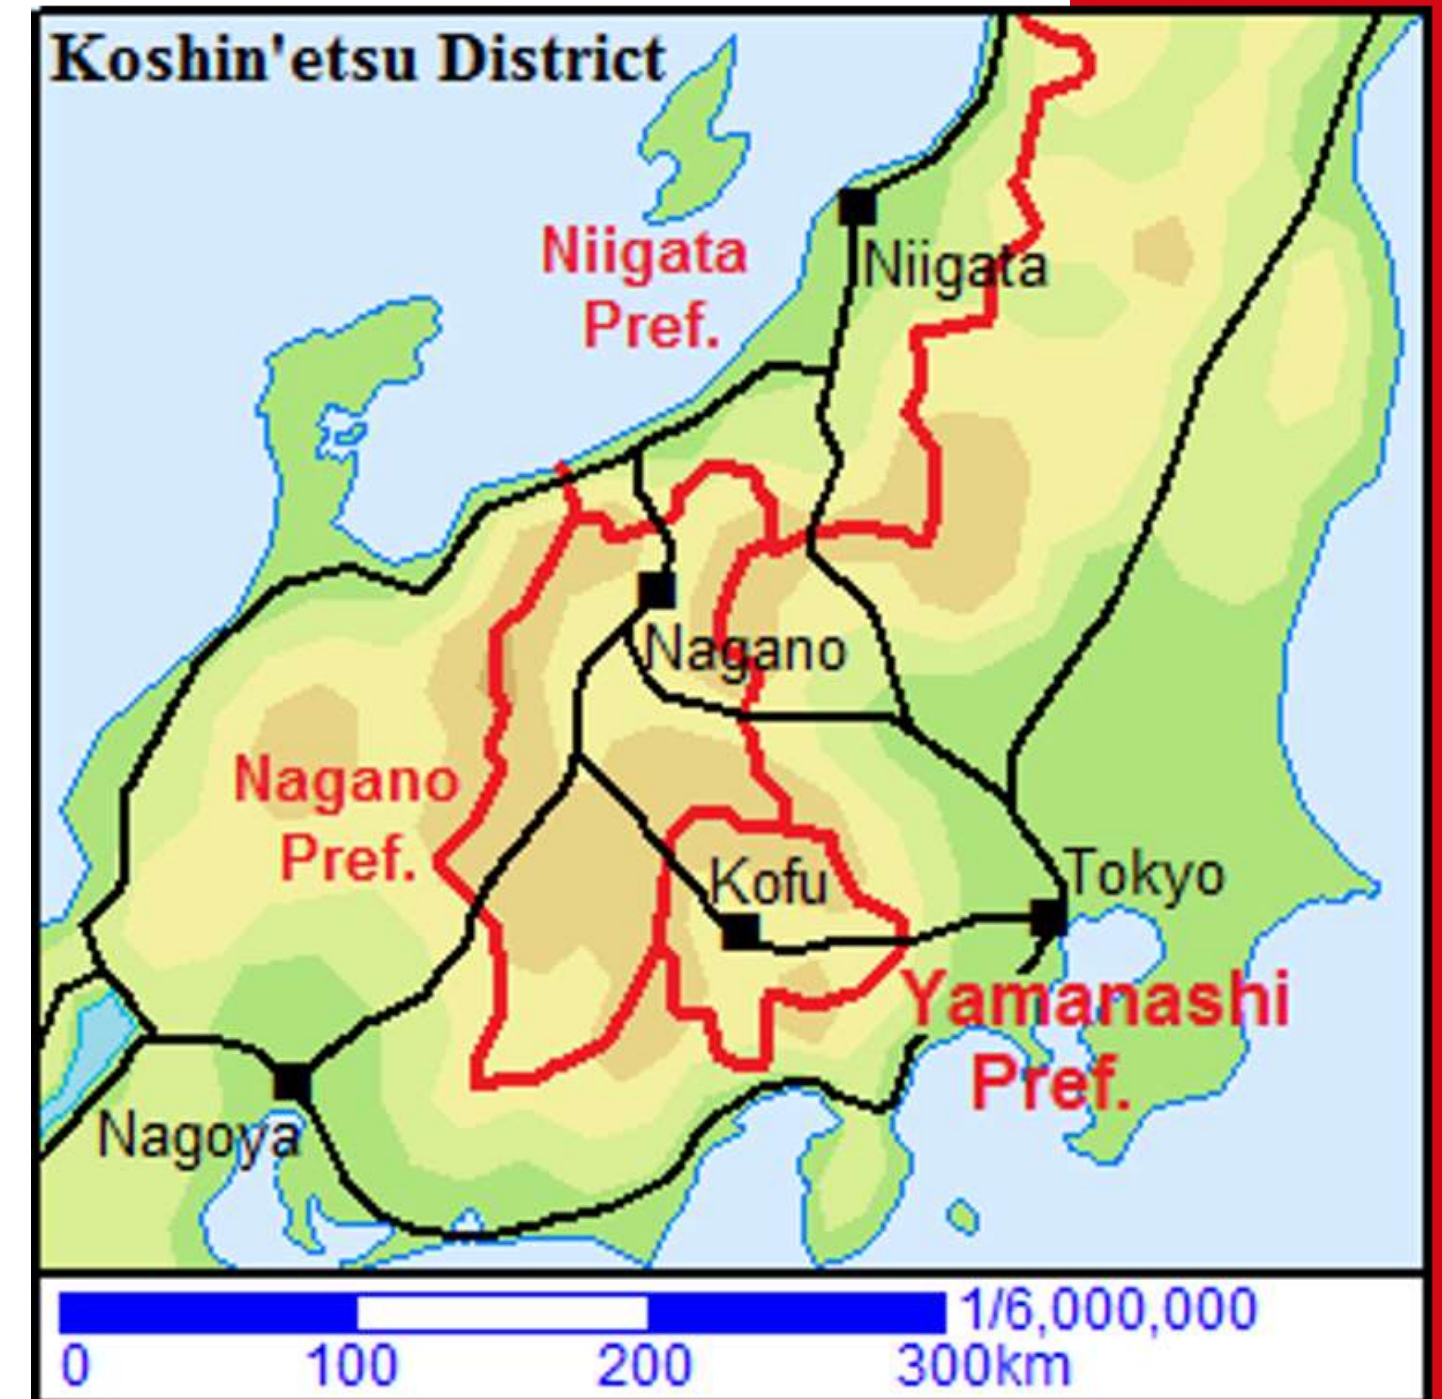 Koshin'etsu District
Niigata
Pref.
Niigata
Nagano
Nagano
Pref.
Kofu
Tokyo
Yamanashi
Pref.
Nagoya
1/6,000,000
0 100 200 300km